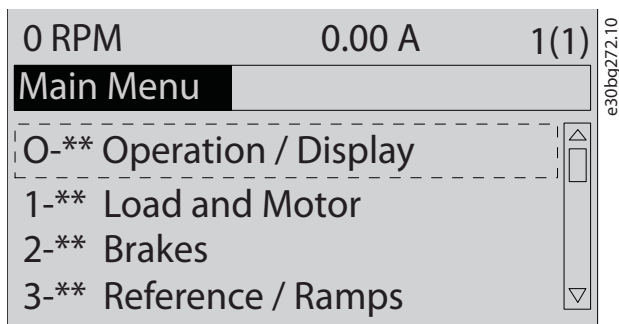 0 RPM 0.00 A 1(1)
Main Menu
O-** Operation / Display
1-** Load and Motor
2-** Brakes
3-** Reference / Ramps
e30bq272.10